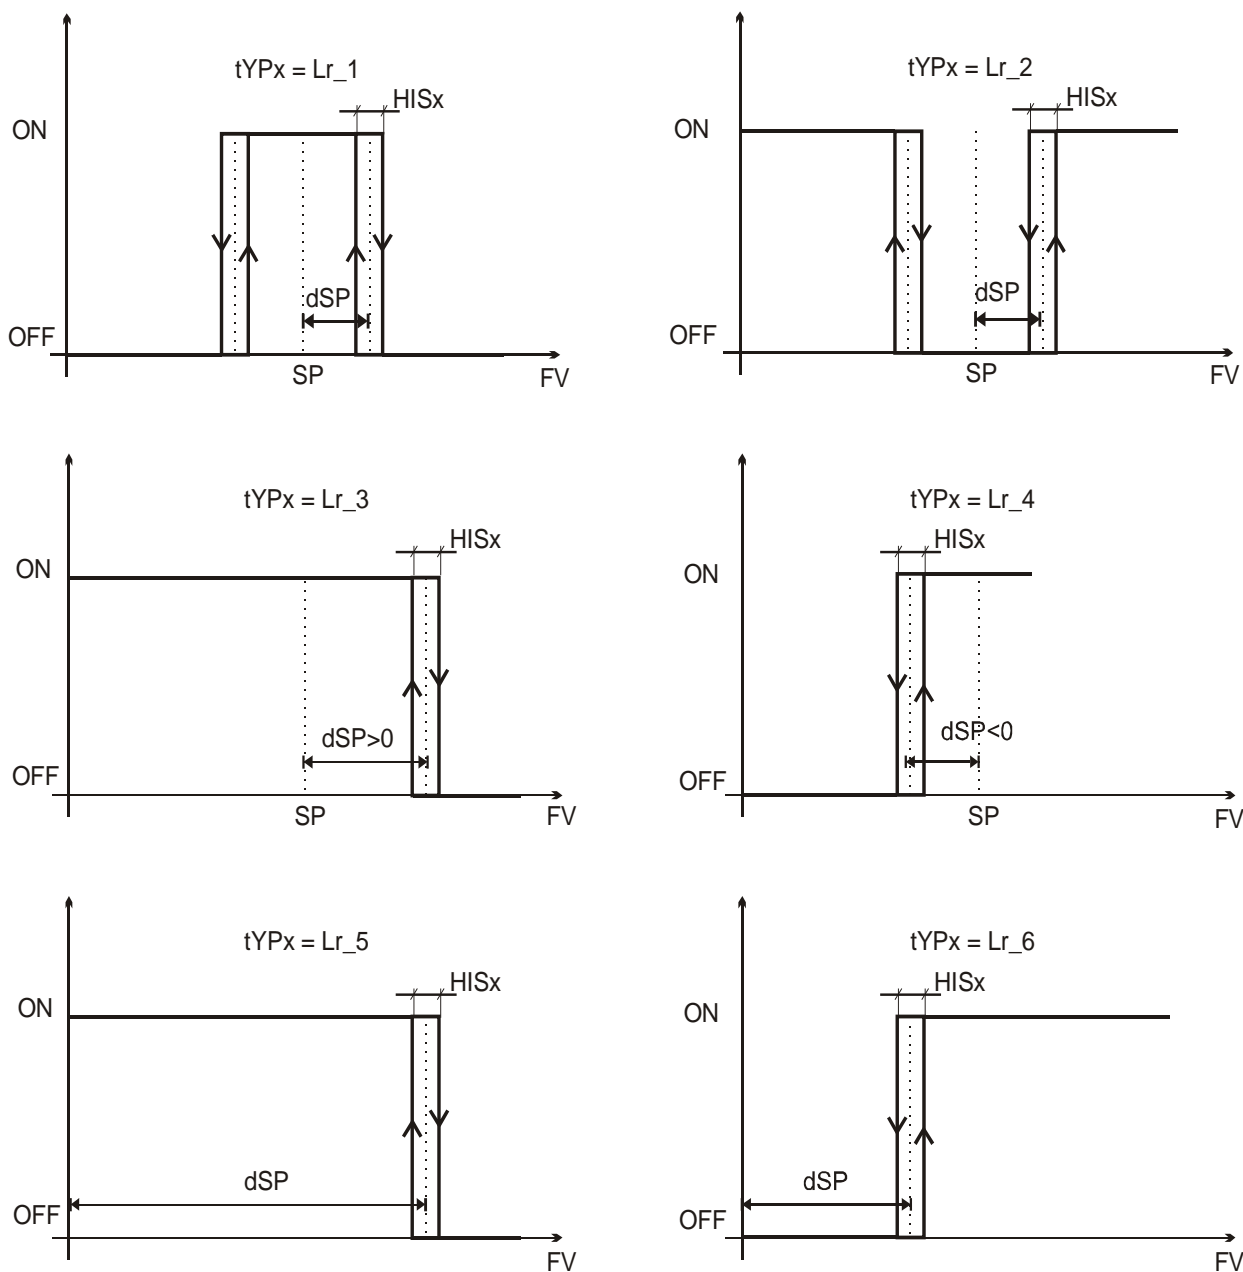 tYPx = Lr_1
HISx
ON
dSP
OFF
SP
FV
tYPx = Lr_2
HISx
ON
dSP
OFF
SP
FV
tYPx = Lr_3
HISx
ON
dSP>0
OFF
SP
FV
tYPx = Lr_4
HISx
ON
dSP<0
OFF
SP
FV
tYPx = Lr_5
HISx
ON
dSP
OFF
FV
tYPx = Lr_6
HISx
ON
dSP
OFF
FV